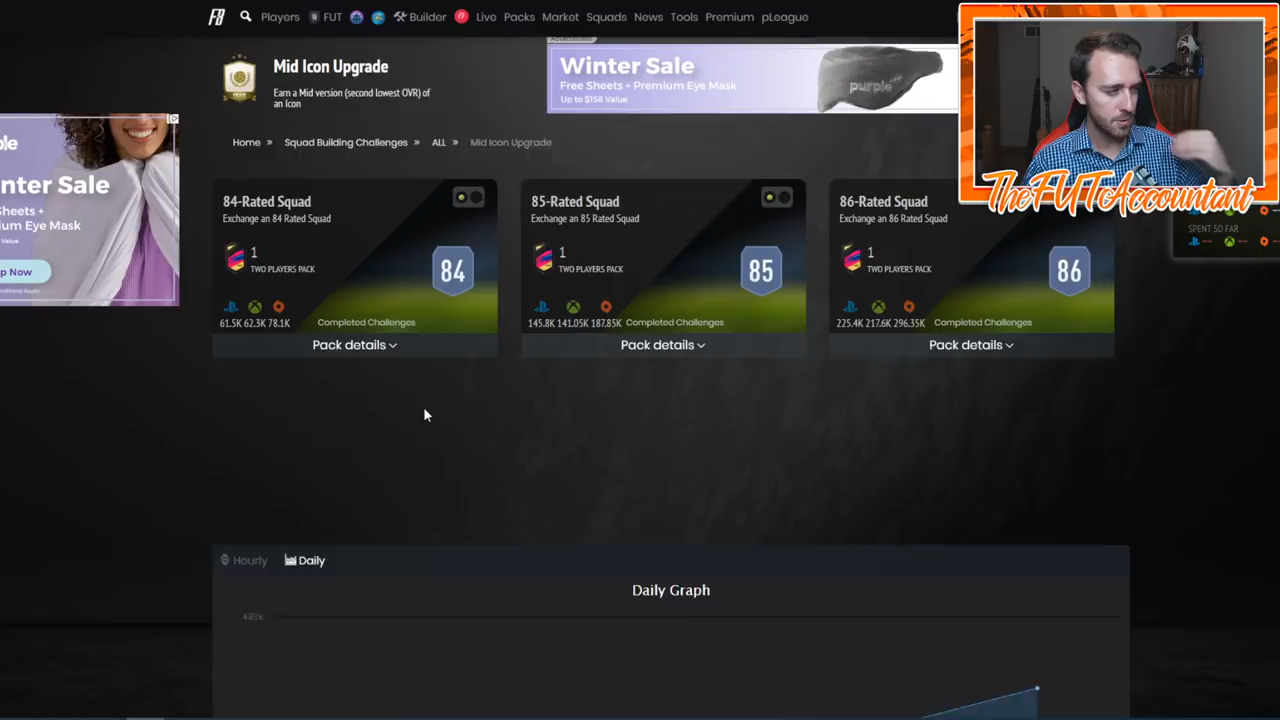 F8 Players FUT Builder Live Packs Market Squads News Tools Premium pLeague
Mid Icon Upgrade
Earn a Mid version (second lowest OVR) of
an Icon
Winter Sale
Free Sheets + Premium Eye Mask
Up to $158 Value
purple
ple
nter Sale
Sheets +
ium Eye Mask
Value
p Now
TheFUTAccountant
SPENT SO FAR
Home » Squad Building Challenges » ALL » Mid Icon Upgrade
84-Rated Squad
Exchange an 84 Rated Squad
1
TWO PLAYERS PACK
84
61.5K 62.3K 78.1K Completed Challenges
Pack details
85-Rated Squad
Exchange an 85 Rated Squad
1
TWO PLAYERS PACK
85
145.8K 141.05K 187.85K Completed Challenges
Pack details
86-Rated Squad
Exchange an 86 Rated Squad
1
TWO PLAYERS PACK
86
225.4K 217.6K 296.35K Completed Challenges
Pack details
Hourly Daily
Daily Graph